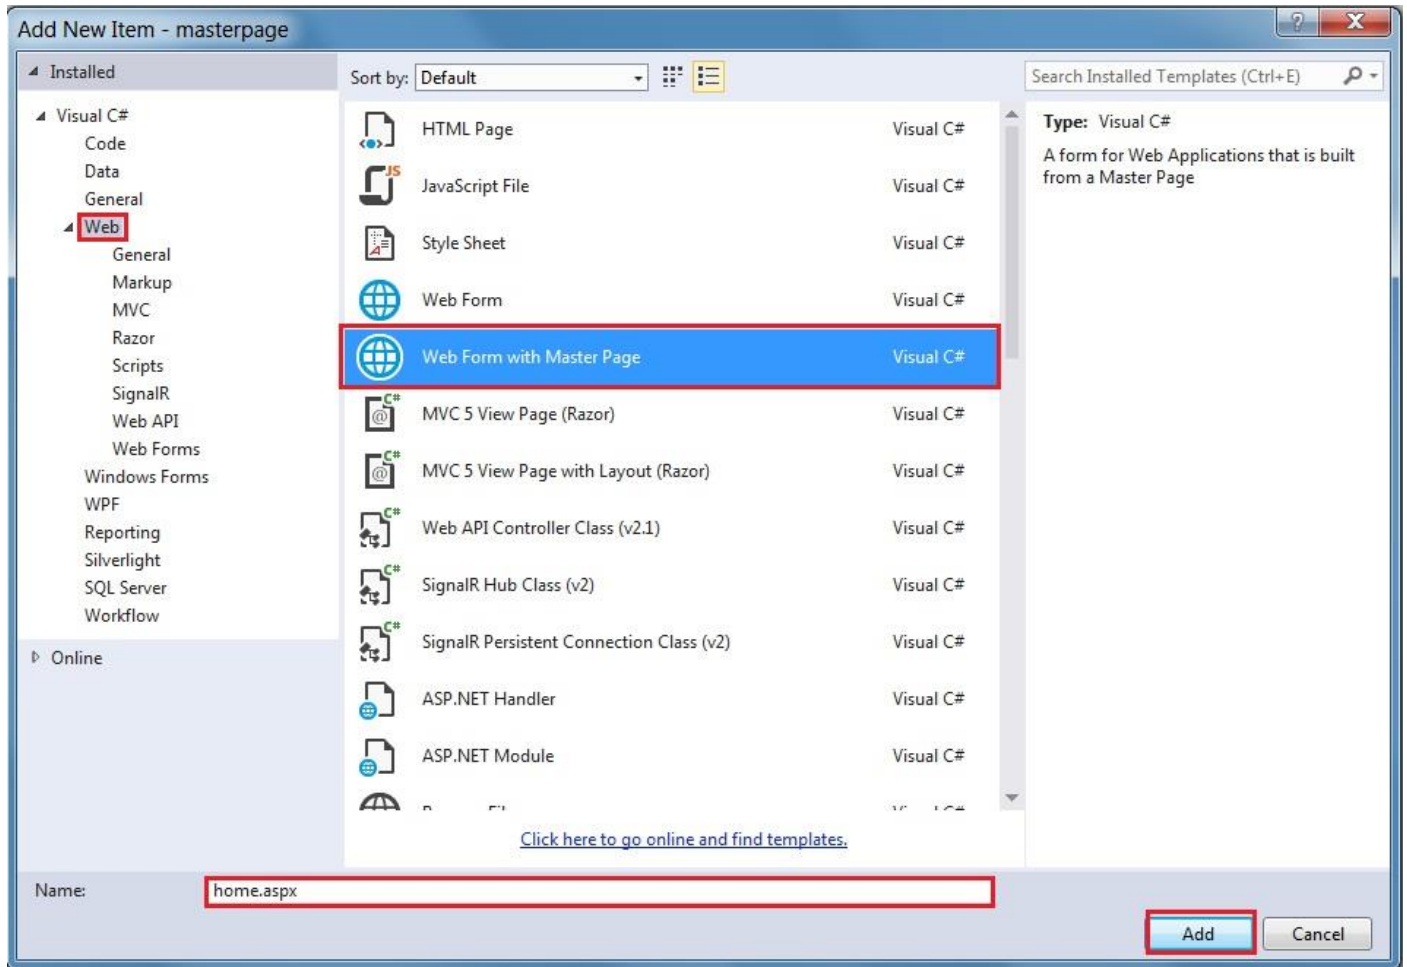 Add New Item - masterpage
Installed
Sort by: Default
Search Installed Templates (Ctrl+E)
Visual C#
Code
Data
General
Web
General
Markup
MVC
Razor
Scripts
SignalR
Web API
Web Forms
Windows Forms
WPF
Reporting
Silverlight
SQL Server
Workflow
Online
HTML Page Visual C#
JavaScript File Visual C#
Style Sheet Visual C#
Web Form Visual C#
Web Form with Master Page Visual C#
MVC 5 View Page (Razor) Visual C#
MVC 5 View Page with Layout (Razor) Visual C#
Web API Controller Class (v2.1) Visual C#
SignalR Hub Class (v2) Visual C#
SignalR Persistent Connection Class (v2) Visual C#
ASP.NET Handler Visual C#
ASP.NET Module Visual C#
Click here to go online and find templates.
Type: Visual C#
A form for Web Applications that is built
from a Master Page
Name: home.aspx
Add Cancel